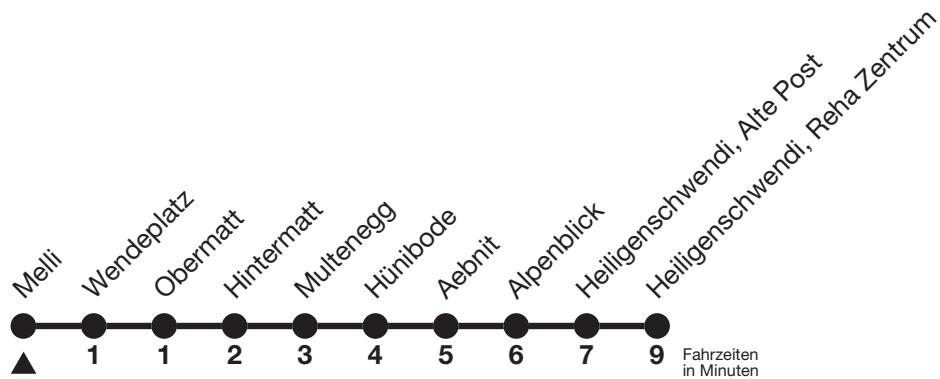 Melli
Wendeplatz
Obermatt
Hintermatt
Multenegg
Hünibode
Aebnit
Alpenblick
Heiligenschwendi, Alte Post
Heiligenschwendi, Reha Zentrum
1 1 2 3 4 5 6 7 9
Fahrzeiten
in Minuten